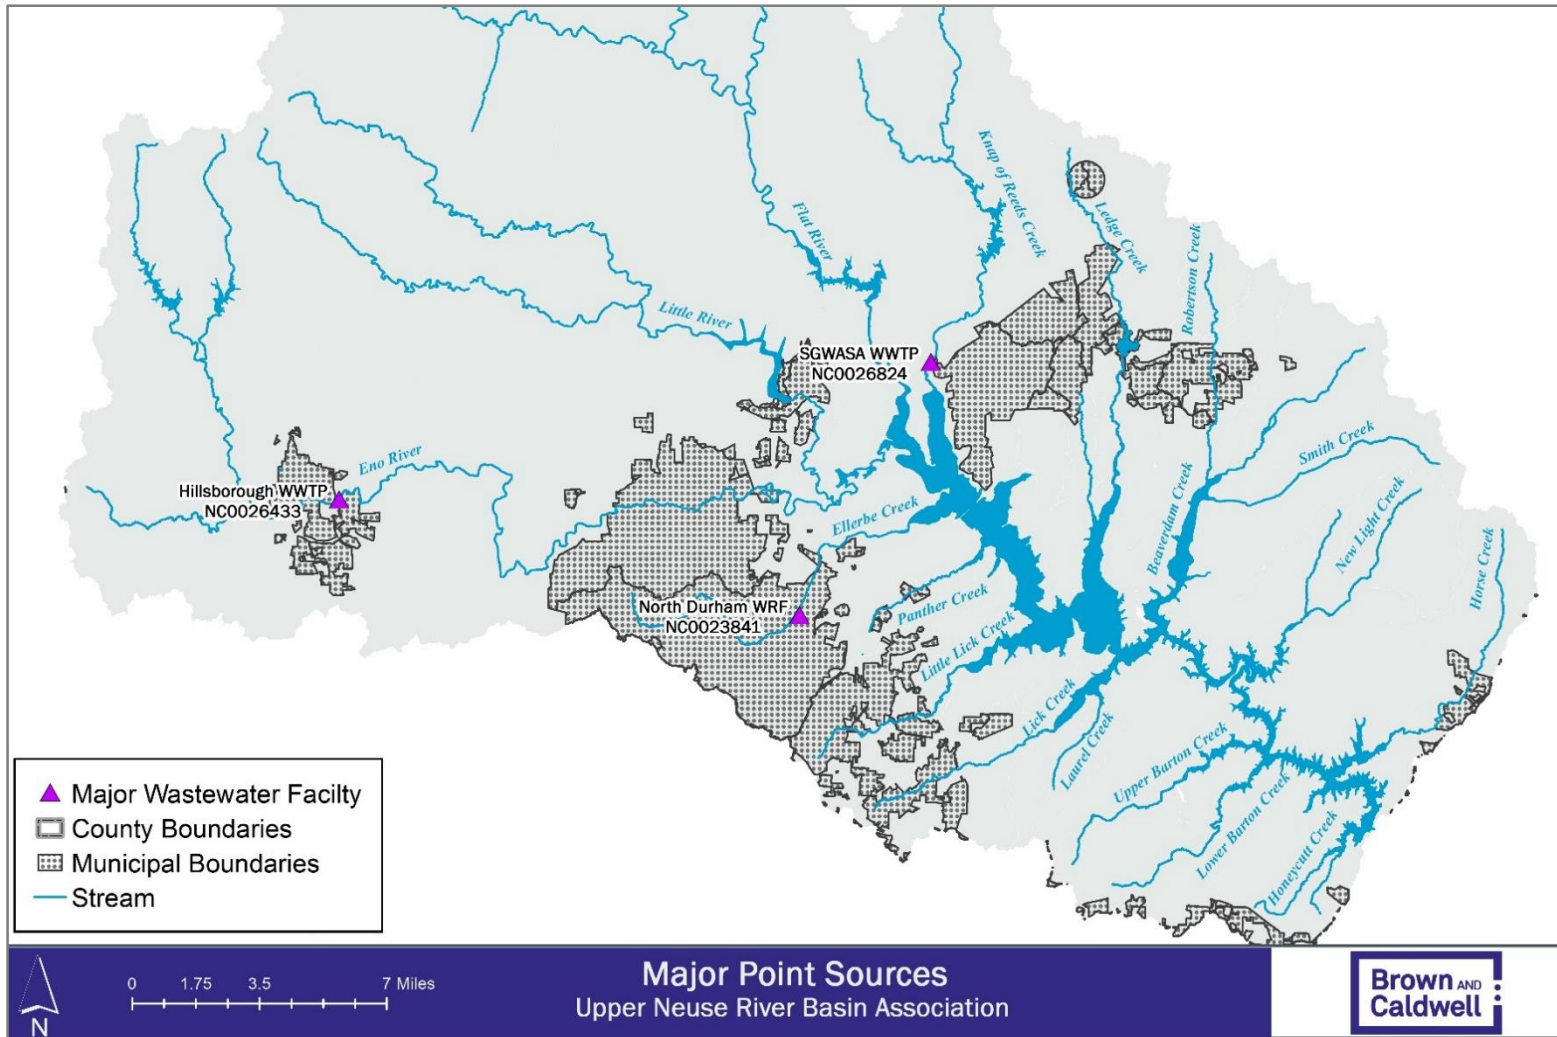 Flat River
Knap of Reeds Creek
Ledge Creek
Robertson Creek
Little River
SGWASA WWTP
NC0026824
Smith Creek
Eno River
Hillsborough WWTP
NC0026433
Ellerbe Creek
Beaverdam Creek
New Light Creek
Horse Creek
North Durham WRF
NC0023841
Panther Creek
Little Lick Creek
Lick Creek
Laurel Creek
Upper Barton Creek
Lower Barton Creek
Honeycutt Creek
Major Wastewater Facilty
County Boundaries
Municipal Boundaries
Stream
N
0 1.75 3.5 7 Miles
Major Point Sources
Upper Neuse River Basin Association
Brown AND
Caldwell